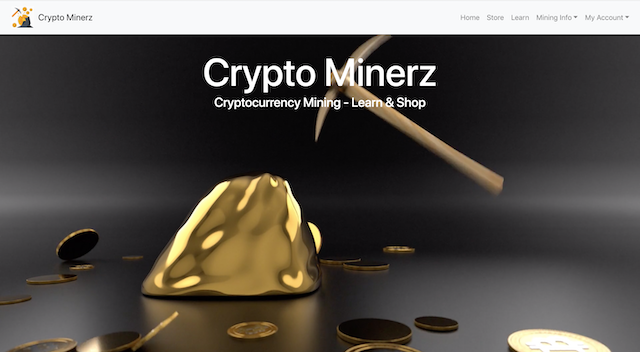 Crypto Minerz
Home Store Learn Mining Info My Account
Crypto Minerz
Cryptocurrency Mining - Learn & Shop